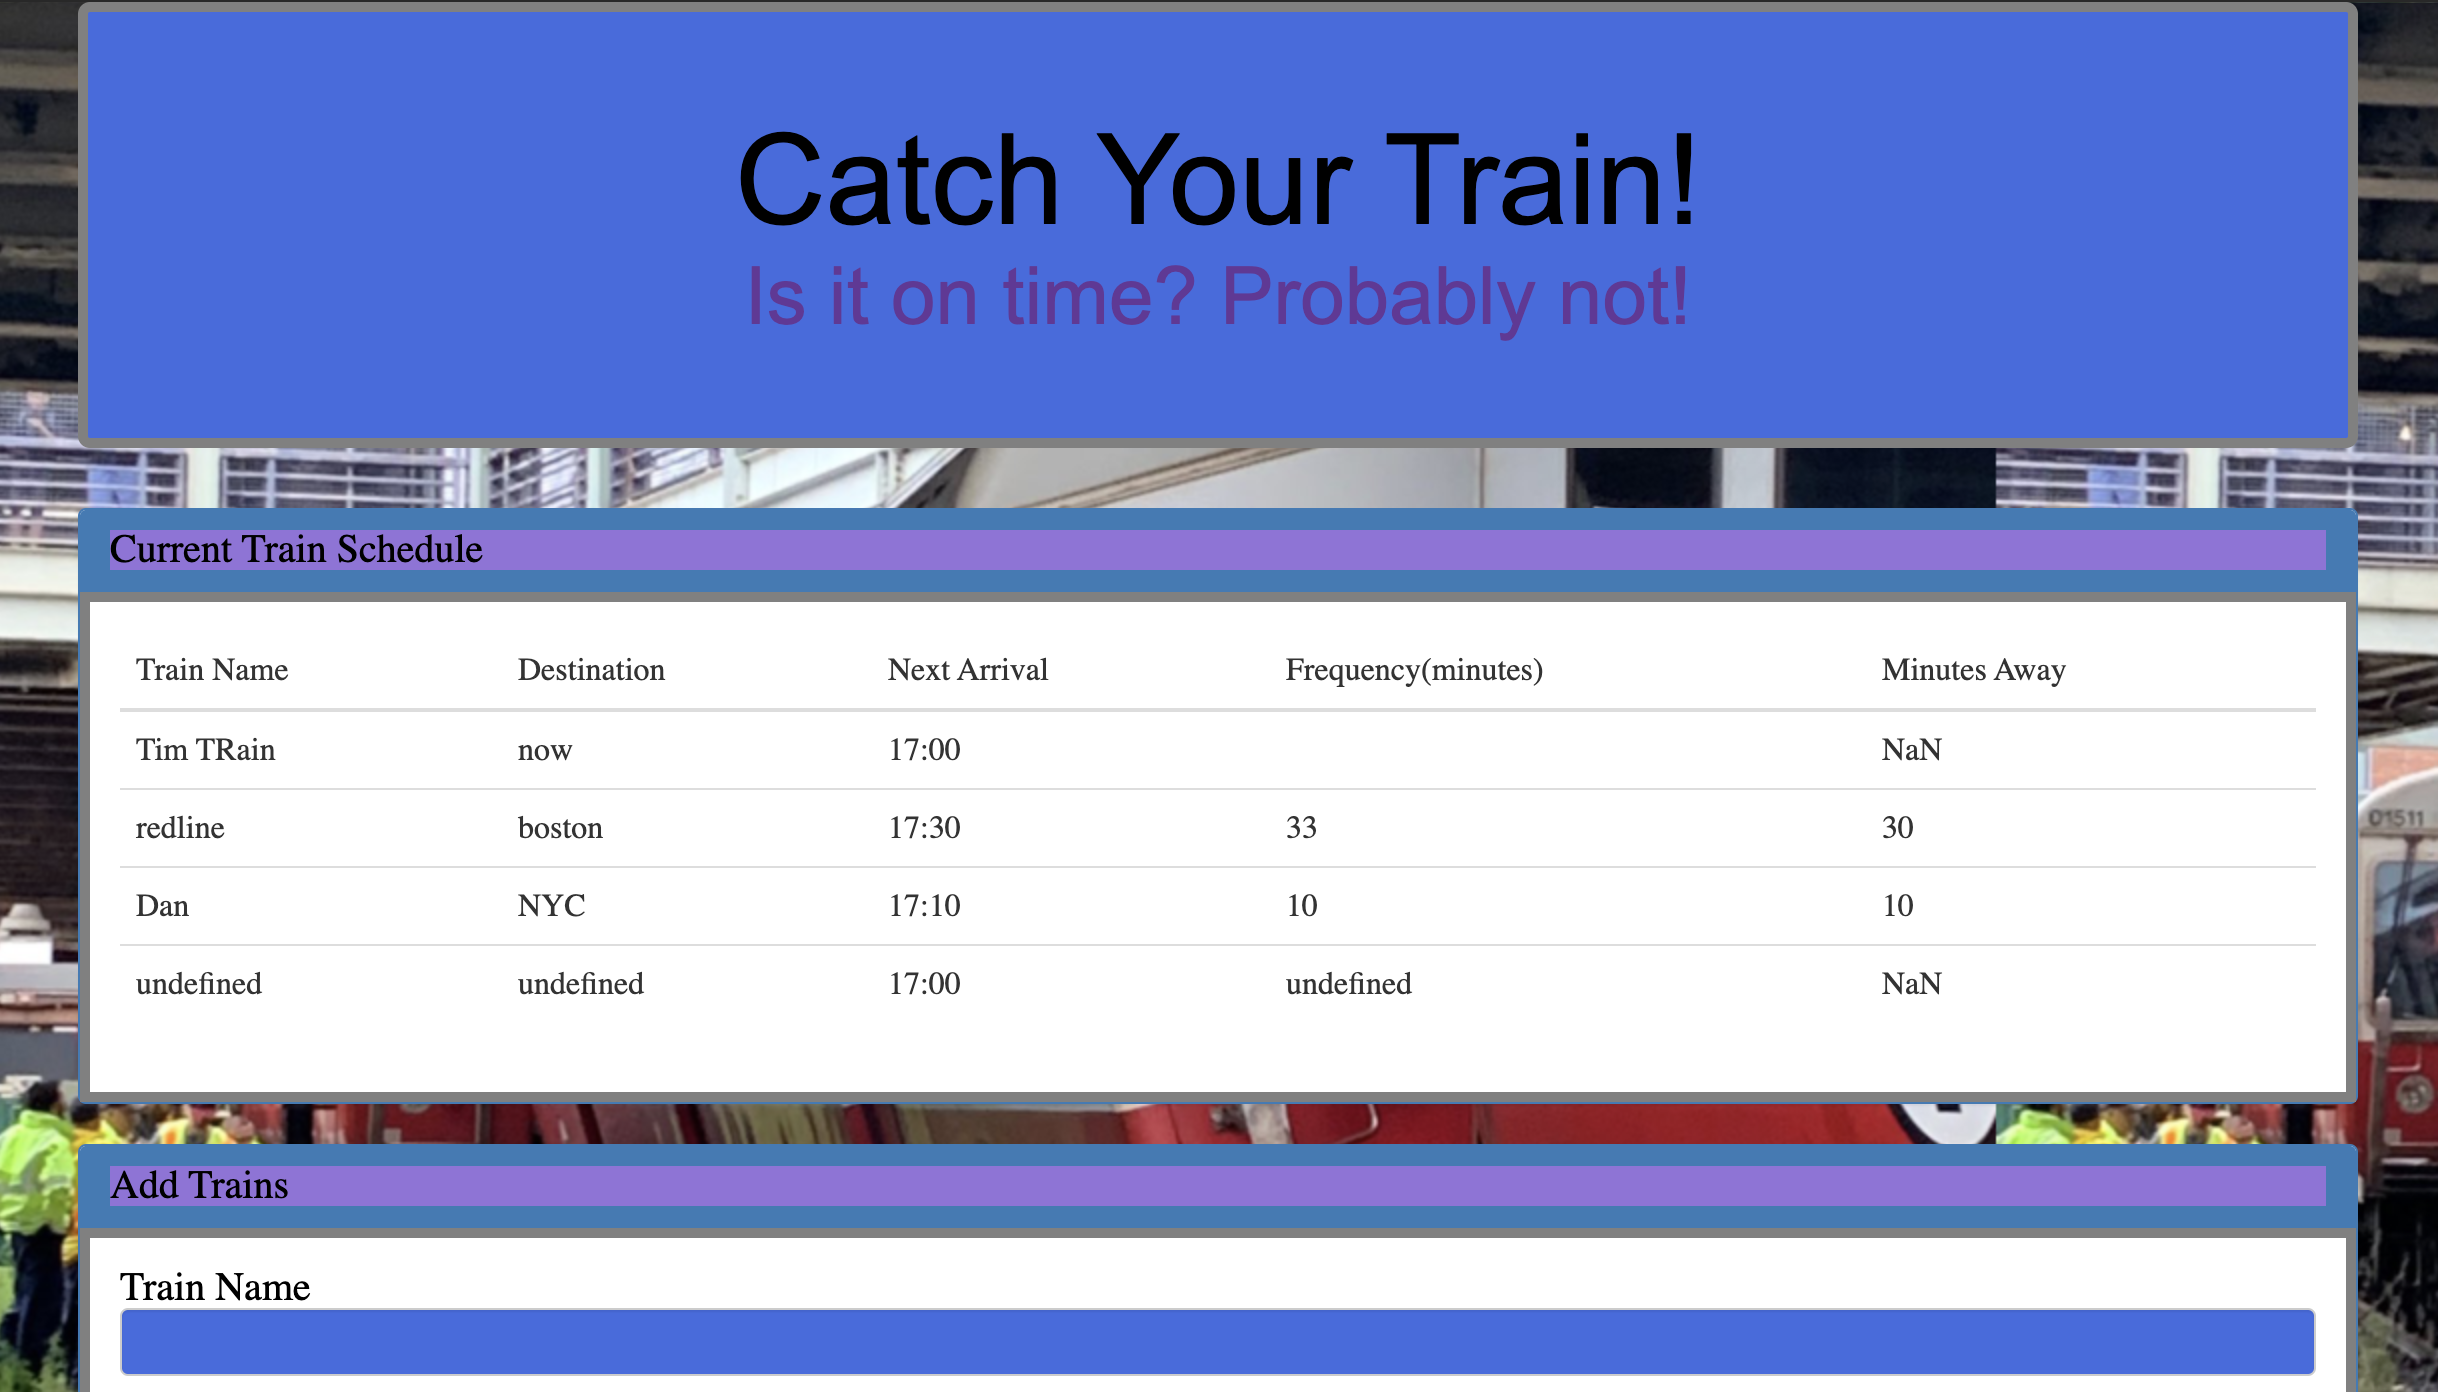 Catch Your Train!
Is it on time? Probably not!
Current Train Schedule
Train Name Destination Next Arrival Frequency(minutes) Minutes Away
Tim TRain now 17:00 NaN
redline boston 17:30 33 30
01511
Dan NYC 17:10 10 10
undefined undefined 17:00 undefined NaN
Add Trains
Train Name